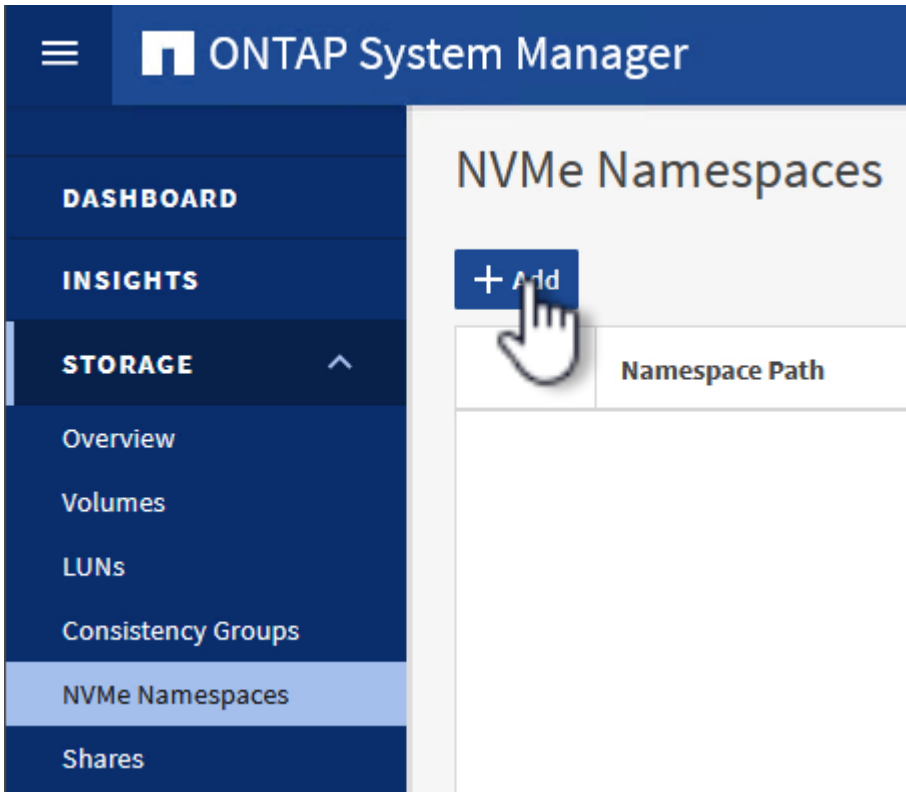 ONTAP System Manager
DASHBOARD
INSIGHTS
STORAGE
Overview
Volumes
LUNs
Consistency Groups
NVMe Namespaces
Shares
NVMe Namespaces
+ Add
Namespace Path